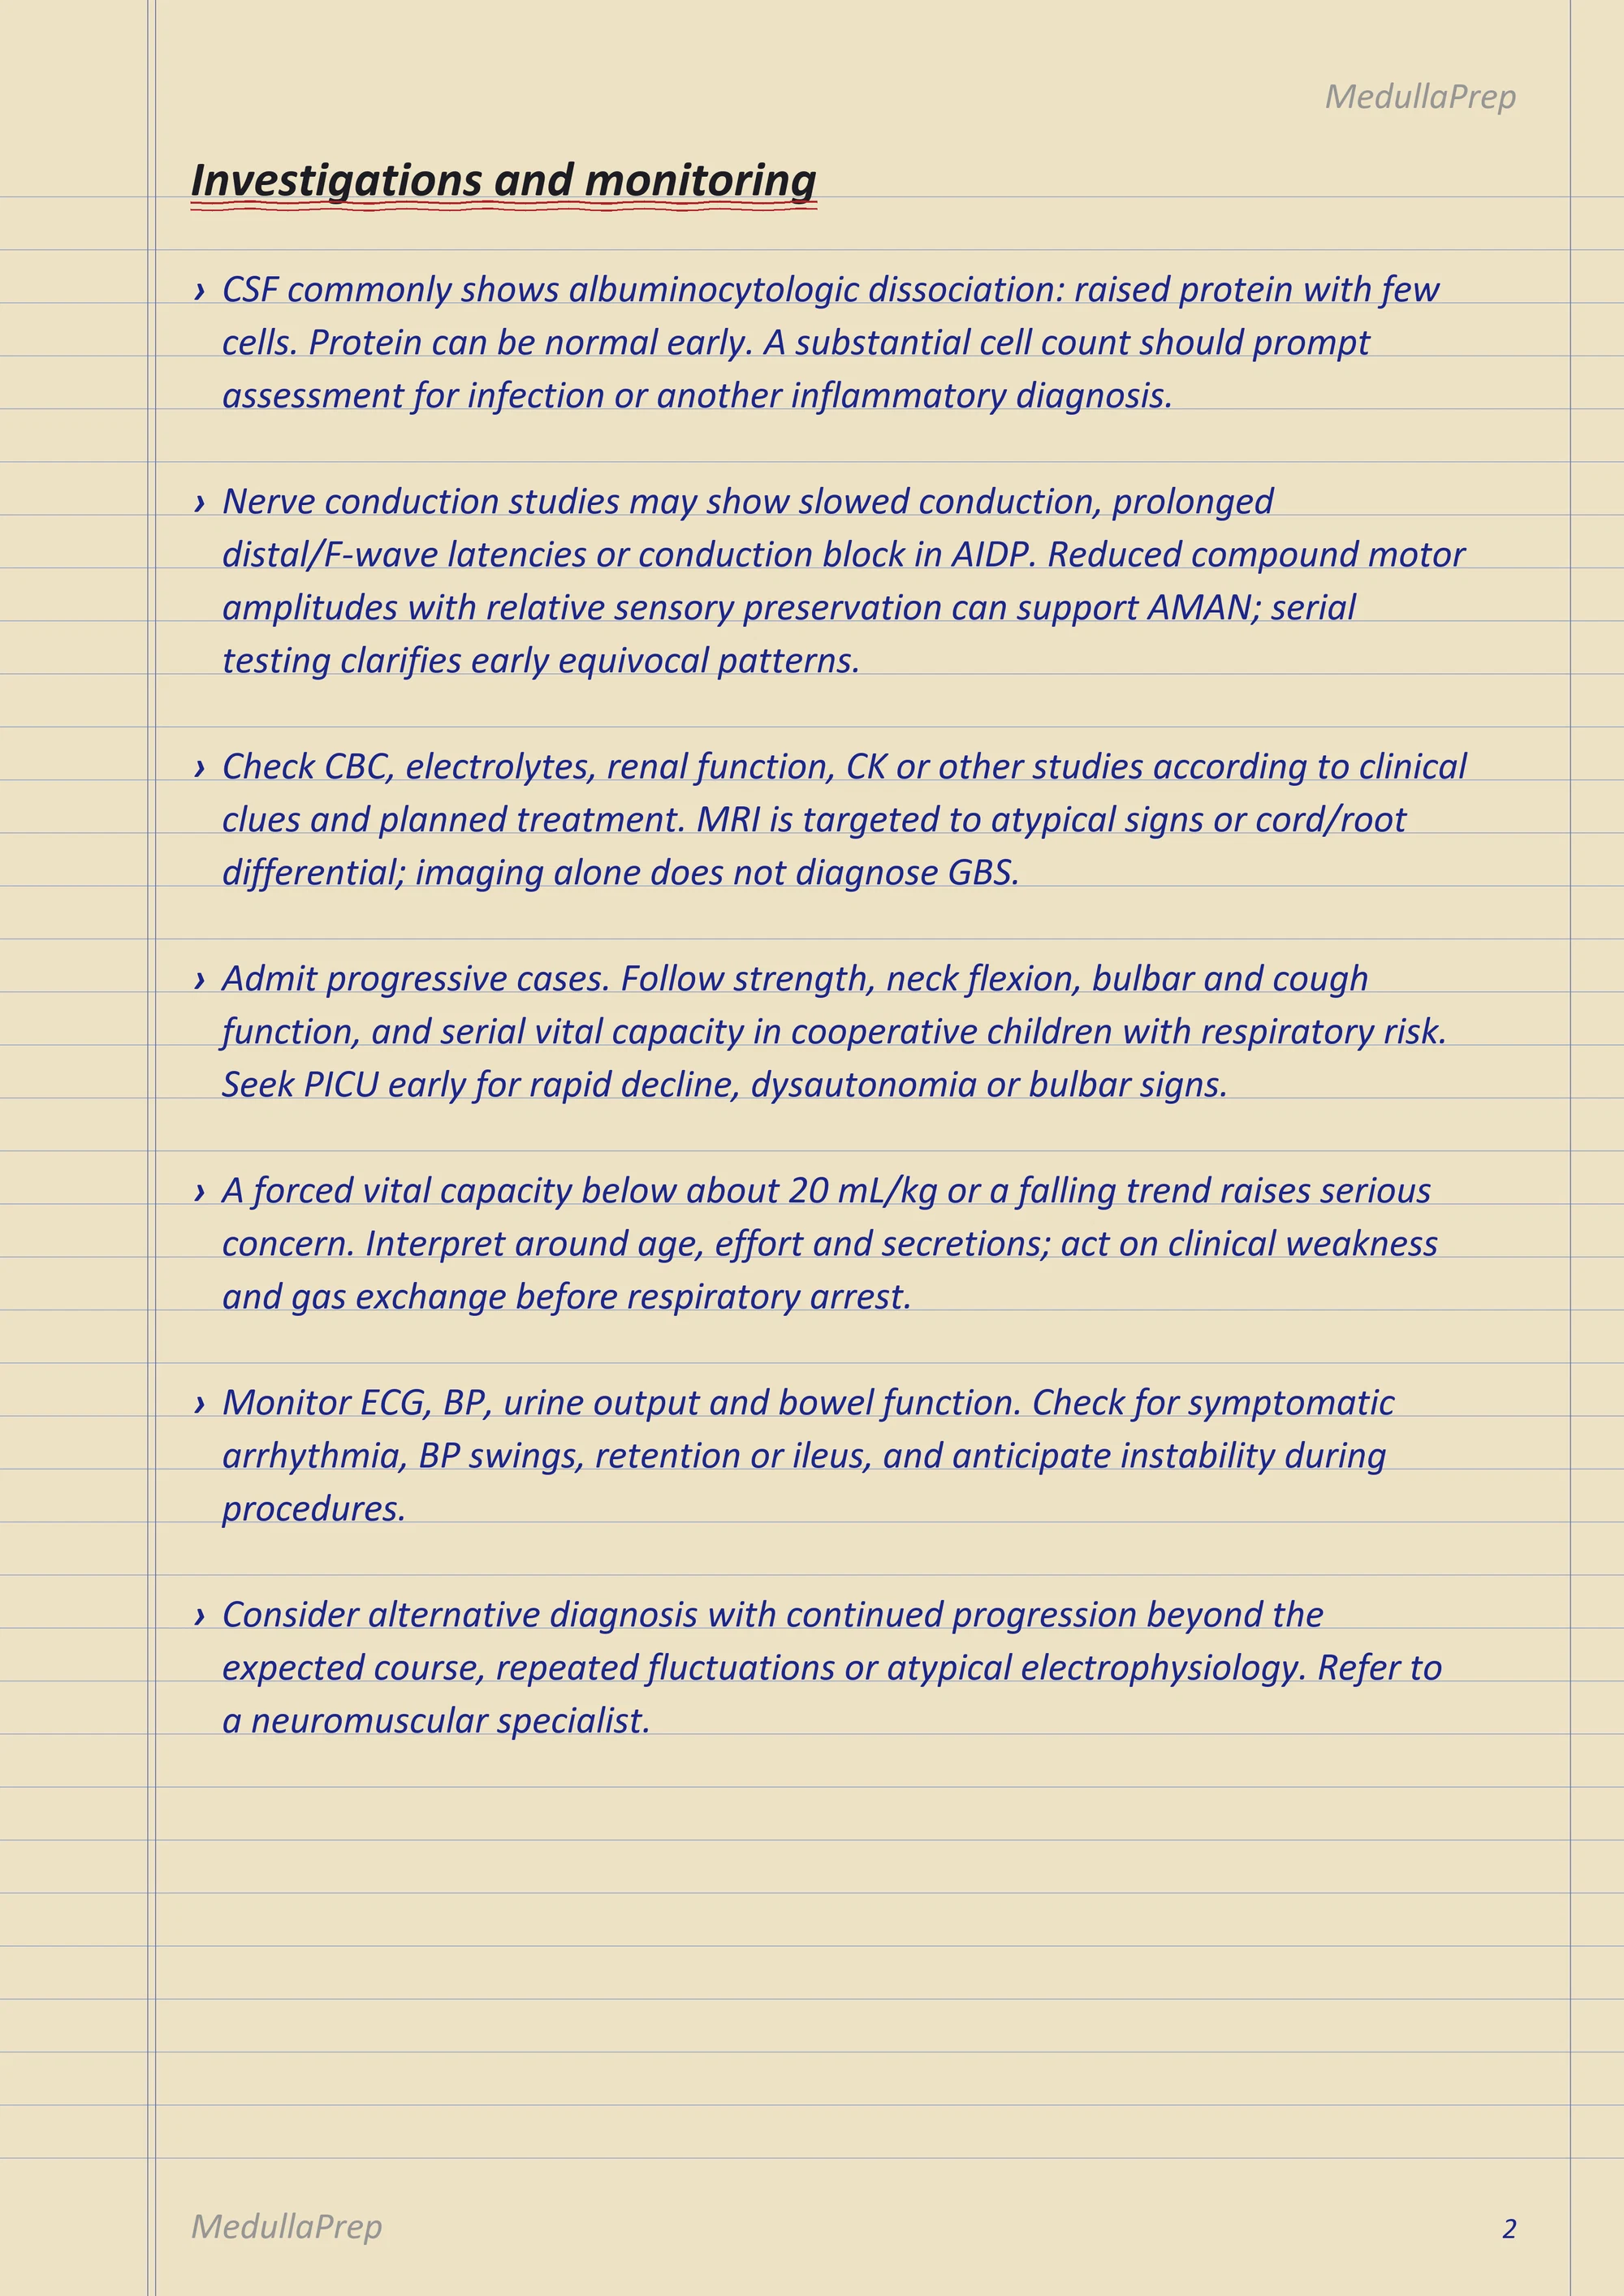 MedullaPrep
Investigations and monitoring
› CSF commonly shows albuminocytologic dissociation: raised protein with few
cells. Protein can be normal early. A substantial cell count should prompt
assessment for infection or another inflammatory diagnosis.
› Nerve conduction studies may show slowed conduction, prolonged
distal/F-wave latencies or conduction block in AIDP. Reduced compound motor
amplitudes with relative sensory preservation can support AMAN; serial
testing clarifies early equivocal patterns.
› Check CBC, electrolytes, renal function, CK or other studies according to clinical
clues and planned treatment. MRI is targeted to atypical signs or cord/root
differential; imaging alone does not diagnose GBS.
› Admit progressive cases. Follow strength, neck flexion, bulbar and cough
function, and serial vital capacity in cooperative children with respiratory risk.
Seek PICU early for rapid decline, dysautonomia or bulbar signs.
› A forced vital capacity below about 20 mL/kg or a falling trend raises serious
concern. Interpret around age, effort and secretions; act on clinical weakness
and gas exchange before respiratory arrest.
› Monitor ECG, BP, urine output and bowel function. Check for symptomatic
arrhythmia, BP swings, retention or ileus, and anticipate instability during
procedures.
› Consider alternative diagnosis with continued progression beyond the
expected course, repeated fluctuations or atypical electrophysiology. Refer to
a neuromuscular specialist.
MedullaPrep
2